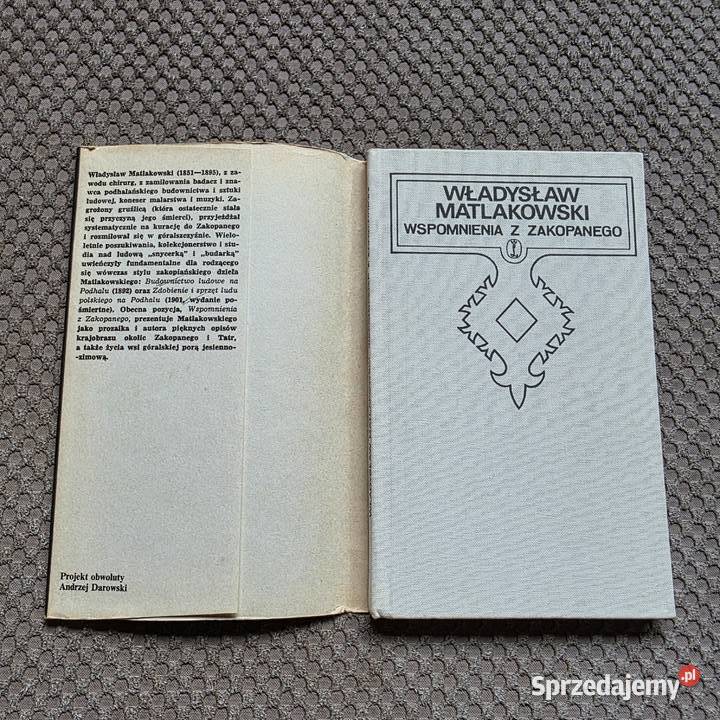 Władysław Matlakowski (1851—1895), z za-
wodu chirurg, z zamiłowania badacz i zna-
wca podhalańskiego budownictwa i sztuki
ludowej, koneser malarstwa i muzyki. Za-
grożony gruźlicą (która ostatecznie stała
się przyczyną jego śmierci), przyjeżdżał
systematycznie na kurację do Zakopanego
i rozmiłował się w góralszczyźnie. Wielo-
letnie poszukiwania, kolekcjonerstwo i stu-
dia nad ludową „snycerką” i „budarką”
uwieńczyły fundamentalne dla rodzącego
się wówczas stylu zakopiańskiego dzieła
Matlakowskiego: Budownictwo ludowe na
Podhalu (1892) oraz Zdobienie i sprzęt ludu
polskiego na Podhalu (1901, wydanie po-
śmiertne). Obecna pozycja, Wspomnienia
z Zakopanego, prezentuje Matlakowskiego
jako prozaika i autora pięknych opisów
krajobrazu okolic Zakopanego i Tatr,
a także życia wsi góralskiej porą jesienno-
-zimową.
Projekt obwoluty
Andrzej Darowski
WŁADYSŁAW
MATLAKOWSKI
WSPOMNIENIA Z ZAKOPANEGO
Sprzedajemy.pl